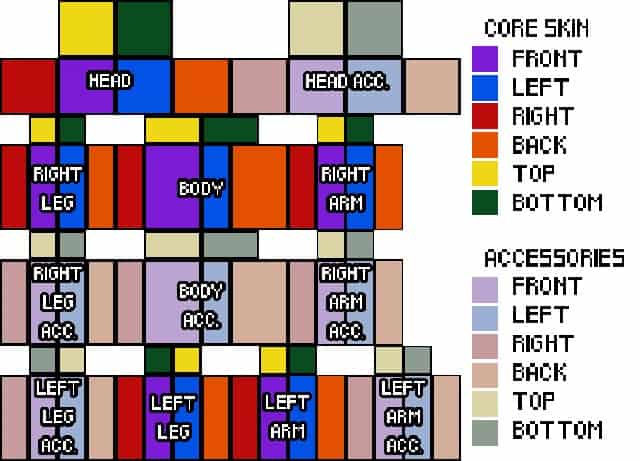 CORE SKIN
FRONT
LEFT
RIGHT
BACK
TOP
BOTTOM
HEAD
HEAD ACC.
RIGHT
LEG
BODY
RIGHT
ARM
ACCESSORIES
FRONT
LEFT
RIGHT
BACK
TOP
BOTTOM
RIGHT
LEG
ACC.
BODY
ACC.
RIGHT
ARM
ACC.
LEFT
LEG
ACC.
LEFT
LEG
LEFT
ARM
LEFT
ARM
ACC.